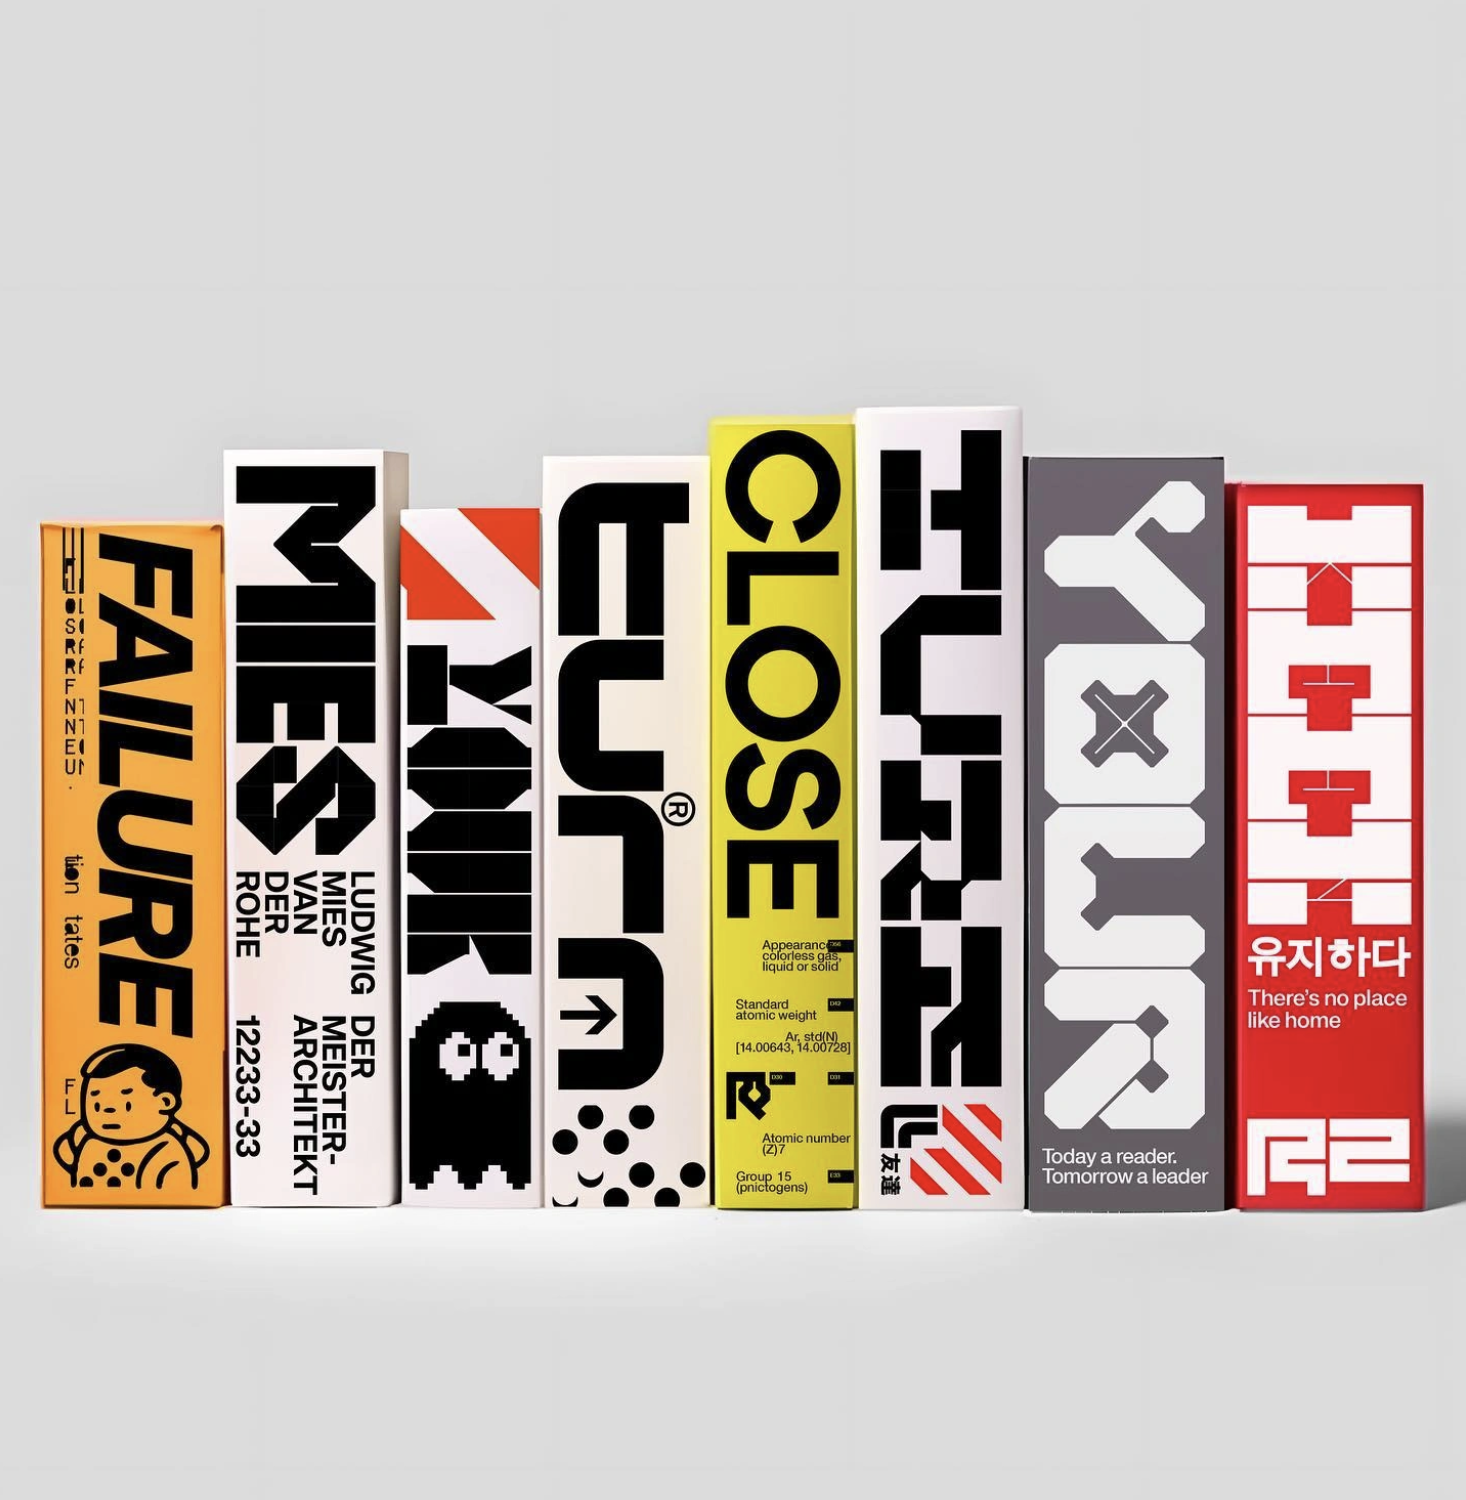 FAILURE
tion tates
F
L
MIES
LUDWIG
MIES
VAN
DER
ROHE
DER
MEISTER-
ARCHITEKT
12233-33
YOUR
turn
®
CLOSE
Appearance
colorless gas,
liquid or solid
Standard
atomic weight
Ar, std(N)
[14.00643, 14.00728]
Atomic number
(Z)7
Group 15
(pnictogens)
TURN
友達
YOUR
Today a reader.
Tomorrow a leader
유지하다
There's no place
like home